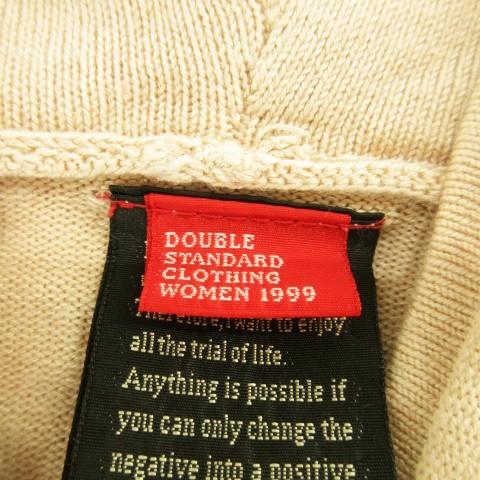 DOUBLE
STANDARD
CLOTHING
WOMEN 1999
Therefore, I want to enjoy
all the trial of life.
Anything is possible if
you can only change the
negative into a positive